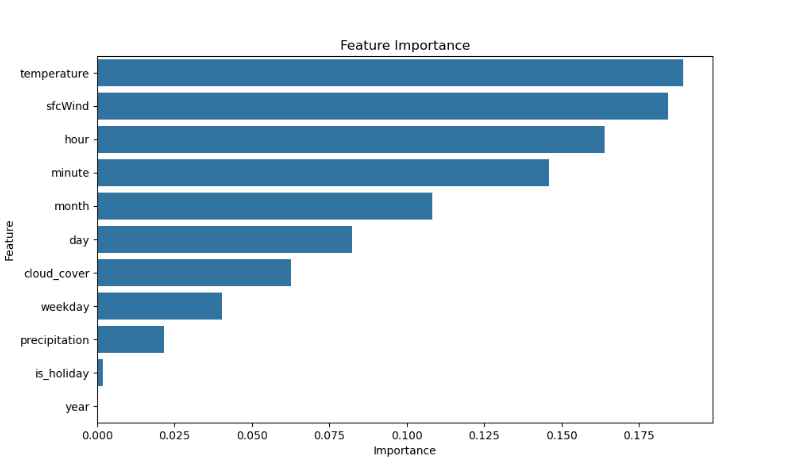 Feature Importance
temperature
sfcWind
hour
minute
month
day
cloud_cover
weekday
precipitation
is_holiday
year
Feature
0.000 0.025 0.050 0.075 0.100 0.125 0.150 0.175
Importance